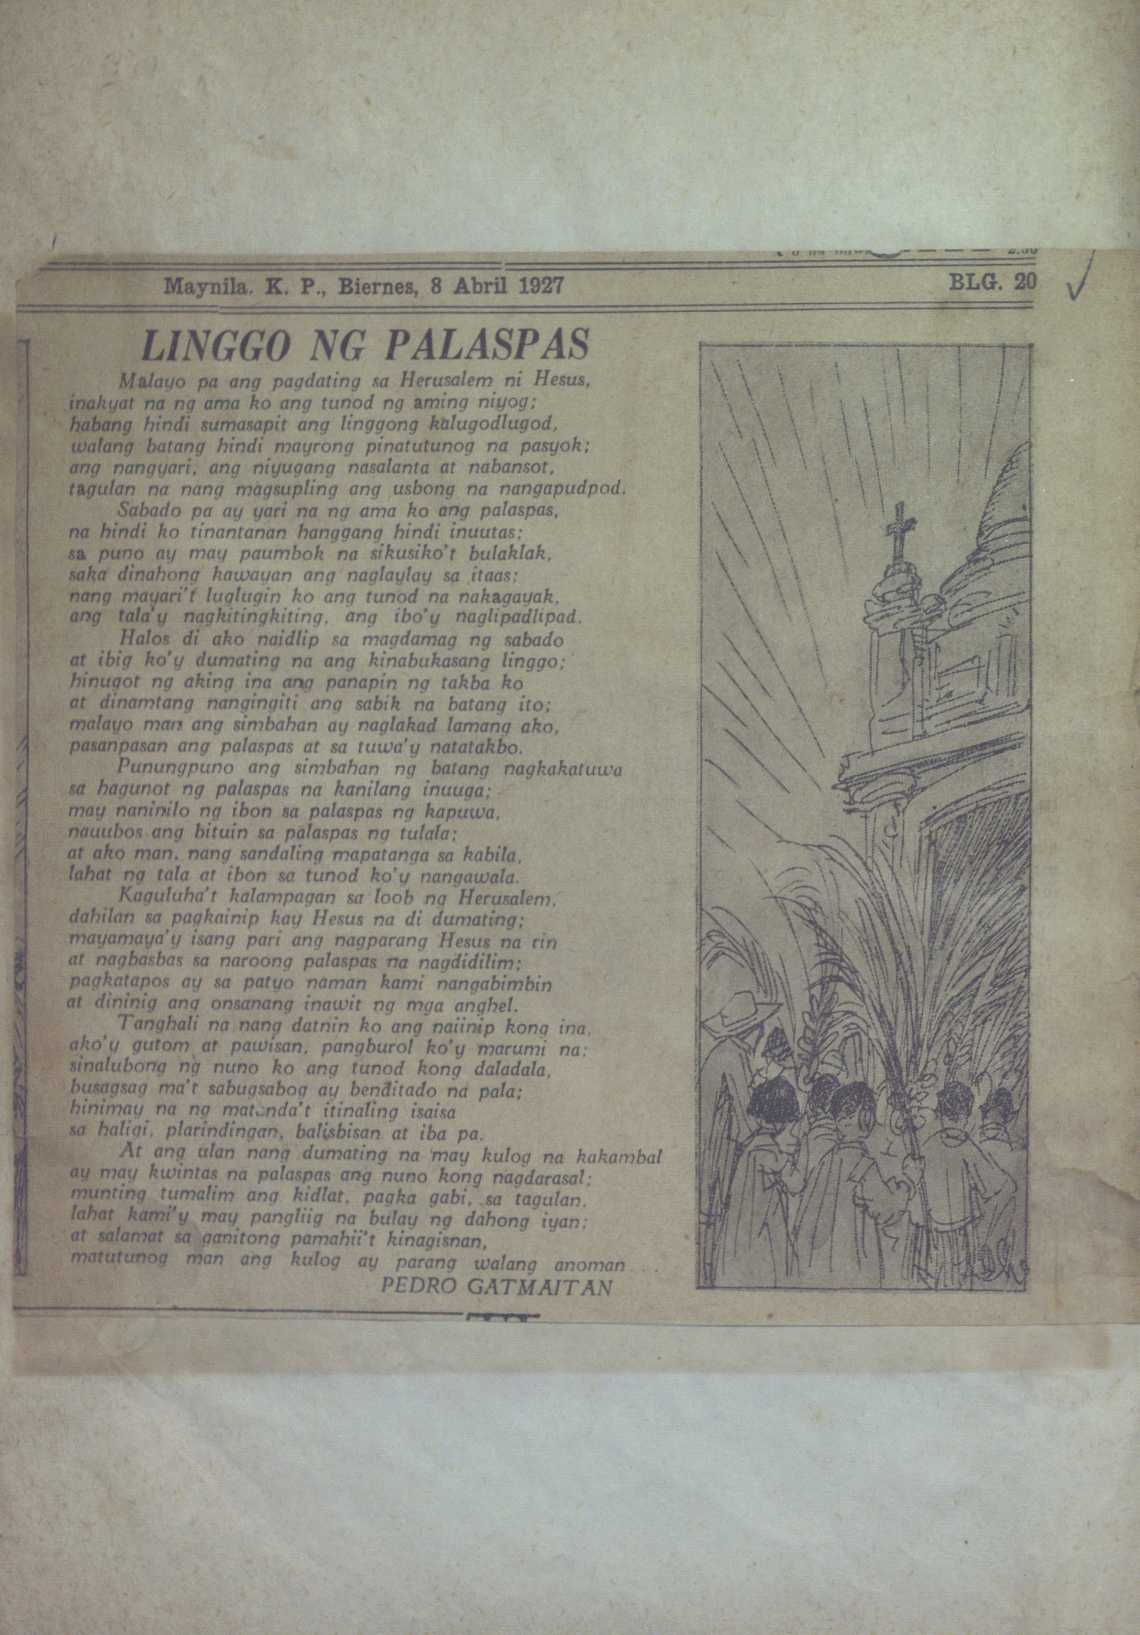 2.50
Maynila. K. P., Biernes, 8 Abril 1927
BLG. 20
LINGGO NG PALASPAS
Malayo pa ang pagdating sa Herusalem ni Hesus,
inakyat na ng ama ko ang tunod ng aming niyog;
habang hindi sumasapit ang linggong kalugodlugod,
walang batang hindi mayrong pinatutunog na pasyok;
ang nangyari, ang niyugang nasalanta at nabansot,
tagulan na nang magsupling ang usbong na nangapudpod.
Sabado pa ay yari na ng ama ko ang palaspas,
na hindi ko tinantanan hanggang hindi inuutas;
sa puno ay may paumbok na sikusiko't bulaklak,
saka dinahong kawayan ang naglaylay sa itaas;
nang mayari't luglugin ko ang tunod na nakagayak,
ang tala'y nagkitingkiting, ang ibo'y naglipadlipad.
Halos di ako naidlip sa magdamag ng sabado
at ibig ko'y dumating na ang kinabukasang linggo;
hinugot ng aking ina ang panapin ng takba ko
at dinamtang nangingiti ang sabik na batang ito;
malayo man ang simbahan ay naglakad lamang ako,
pasanpasan ang palaspas at sa tuwa'y natatakbo.
Punungpuno ang simbahan ng batang nagkakatuwa
sa hagunot ng palaspas na kanilang inuuga;
may naninilo ng ibon sa palaspas ng kapuwa,
nauubos ang bituin sa palaspas ng tulala;
at ako man, nang sandaling mapatanga sa kabila,
lahat ng tala at ibon sa tunod ko'y nangawala.
Kaguluha't kalampagan sa loob ng Herusalem,
dahilan sa pagkainip kay Hesus na di dumating;
mayamaya'y isang pari ang nagparang Hesus na rin
at nagbasbas sa naroong palaspas na nagdidilim;
pagkatapos ay sa patyo naman kami nangabimbin
at dininig ang onsanang inawit ng mga anghel.
Tanghali na nang datnin ko ang naiinip kong ina,
ako'y gutom at pawisan, pangburol ko'y marumi na;
sinalubong ng nuno ko ang tunod kong daladala,
busagsag ma't sabugsabog ay benditado na pala;
hinimay na ng matanda't itinaling isaisa
sa haligi, plarindingan, balisbisan at iba pa.
At ang ulan nang dumating na may kulog na kakambal
ay may kwintas na palaspas ang nuno kong nagdarasal;
munting tumalim ang kidlat, pagka gabi, sa tagulan,
lahat kami'y may pangliig na bulay ng dahong iyan;
at salamat sa ganitong pamahii't kinagisnan,
matutunog man ang kulog ay parang walang anoman . . .
PEDRO GATMAITAN